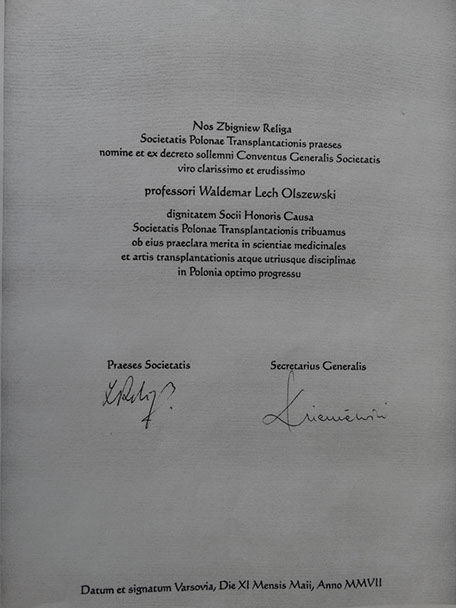 Nos Zbigniew Religa
Societatis Polonae Transplantationis praeses
nomine et ex decreto sollemni Conventus Generalis Societatis
viro clarissimo et erudissimo
professori Waldemar Lech Olszewski
dignitatem Socii Honoris Causa
Societatis Polonae Transplantationis tribuamus
ob eius praeclara merita in scientiae medicinales
et artis transplantationis atque utriusque disciplinae
in Polonia optimo progressu
Praeses Societatis
Secretarius Generalis
Datum et signatum Varsovia, Die XI Mensis Maii, Anno MMVII